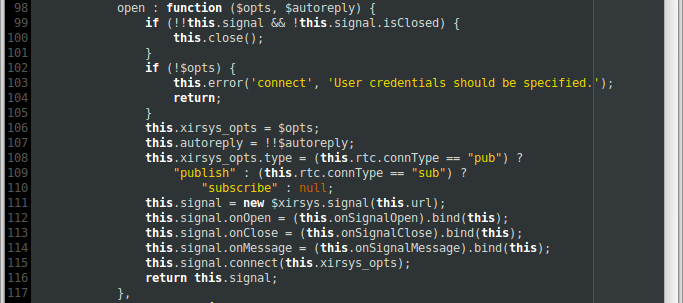 98 open : function ($opts, $autoreply) {
99 if (!!this.signal && !this.signal.isClosed) {
100 this.close();
101 }
102 if (!$opts) {
103 this.error('connect', 'User credentials should be specified.');
104 return;
105 }
106 this.xirsys_opts = $opts;
107 this.autoreply = !!$autoreply;
108 this.xirsys_opts.type = (this.rtc.connType == "pub") ?
109 "publish" : (this.rtc.connType == "sub") ?
110 "subscribe" : null;
111 this.signal = new $xirsys.signal(this.url);
112 this.signal.onOpen = (this.onSignalOpen).bind(this);
113 this.signal.onClose = (this.onSignalClose).bind(this);
114 this.signal.onMessage = (this.onSignalMessage).bind(this);
115 this.signal.connect(this.xirsys_opts);
116 return this.signal;
117 },